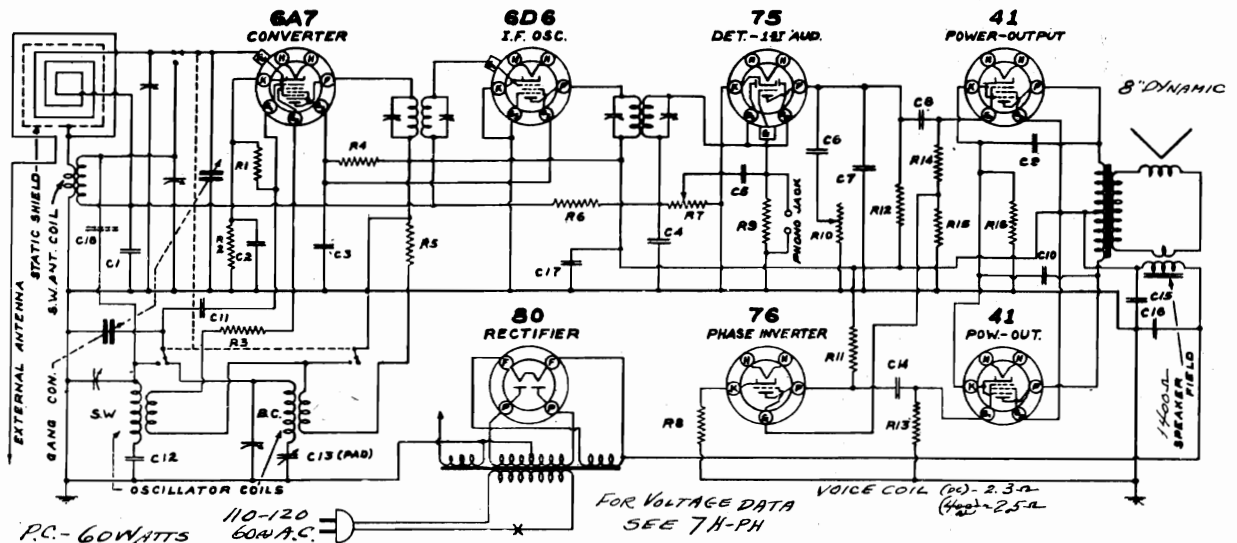 6A7
CONVERTER
6D6
I.F. OSC.
75
DET.-1ST AUD.
41
POWER-OUTPUT
8" DYNAMIC
K
H
H
P
K
H
H
P
K
H
H
P
K
H
H
P
R1
R4
C6
C8
R14
C2
C5
C7
R12
R6
R7
R9
PHONO JACK
R10
R15
R16
STATIC SHIELD
S.W. ANT. COIL
C18
C1
R2
C2
C3
R5
C17
C4
C10
C15
C16
EXTERNAL ANTENNA
GANG CON.
C11
R3
80
RECTIFIER
76
PHASE INVERTER
41
POW.-OUT.
F
F
P
P
K
H
H
P
K
H
H
P
R11
C14
R8
R13
1400Ω
SPEAKER
FIELD
S.W
B.C.
C12
C13 (PAD)
OSCILLATOR COILS
P.C.- 60 WATTS
110-120
60~ A.C.
FOR VOLTAGE DATA
SEE 7H-PH
VOICE COIL (DC)- 2.3Ω
(400~)- 2.5Ω